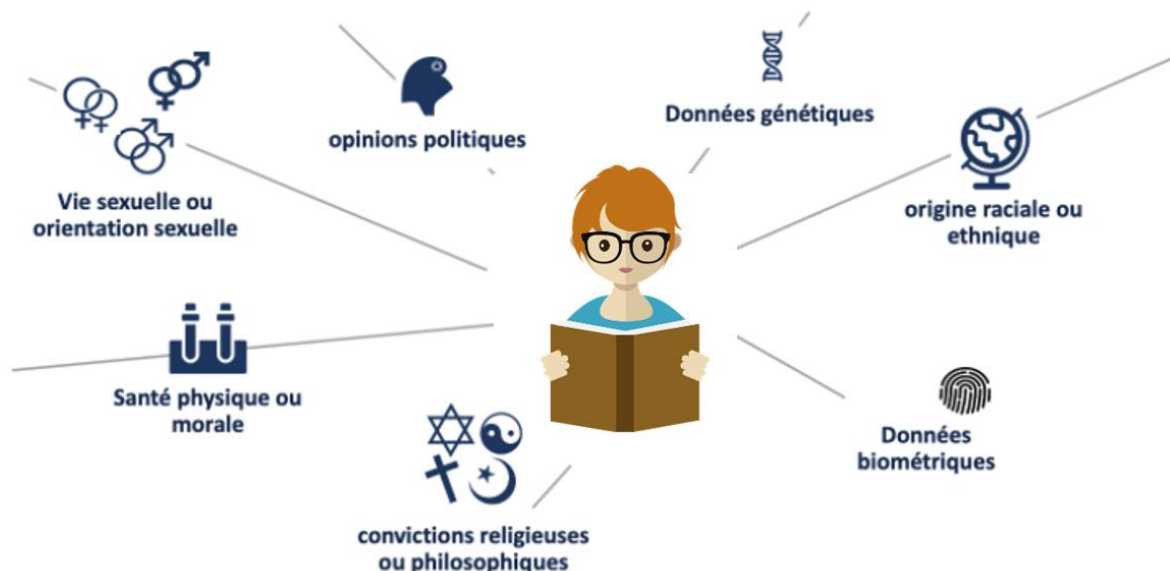 opinions politiques
Données génétiques
Vie sexuelle ou
orientation sexuelle
origine raciale ou
ethnique
Santé physique ou
morale
Données
biométriques
convictions religieuses
ou philosophiques